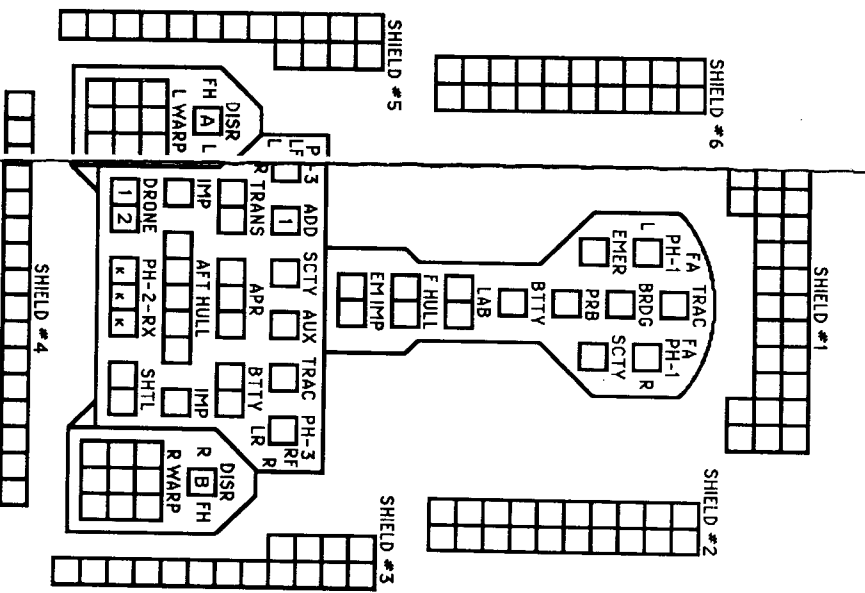 SHIELD #1
SHIELD #6
SHIELD #2
FA TRAC FA
L PH-1 BRDG PH-1 R
EMER PRB SCTY
BTTY
LAB
F HULL
EM IMP
SHIELD #5
SHIELD #3
P -3 ADD SCTY AUX TRAC PH-3
LF 1 RF
L R
R TRANS APR BTTY LR
DISR
FH A L
L WARP
DISR
R B FH
R WARP
IMP AFT HULL IMP
DRONE PH-2-RX SHTL
1 2 K K K
SHIELD #4